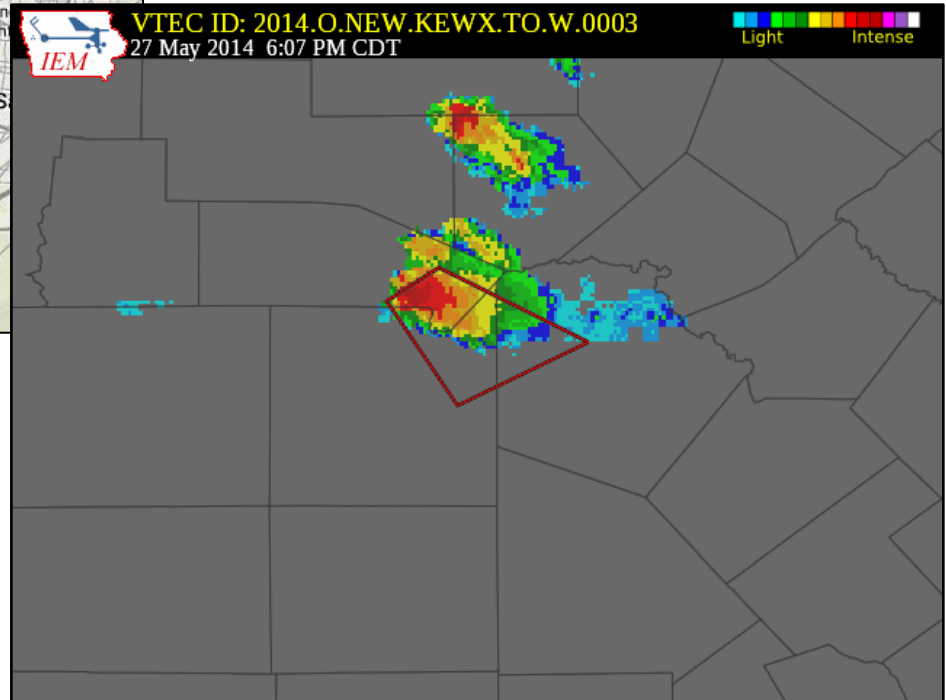 IEM
VTEC ID: 2014.O.NEW.KEWX.TO.W.0003
27 May 2014 6:07 PM CDT
Light Intense